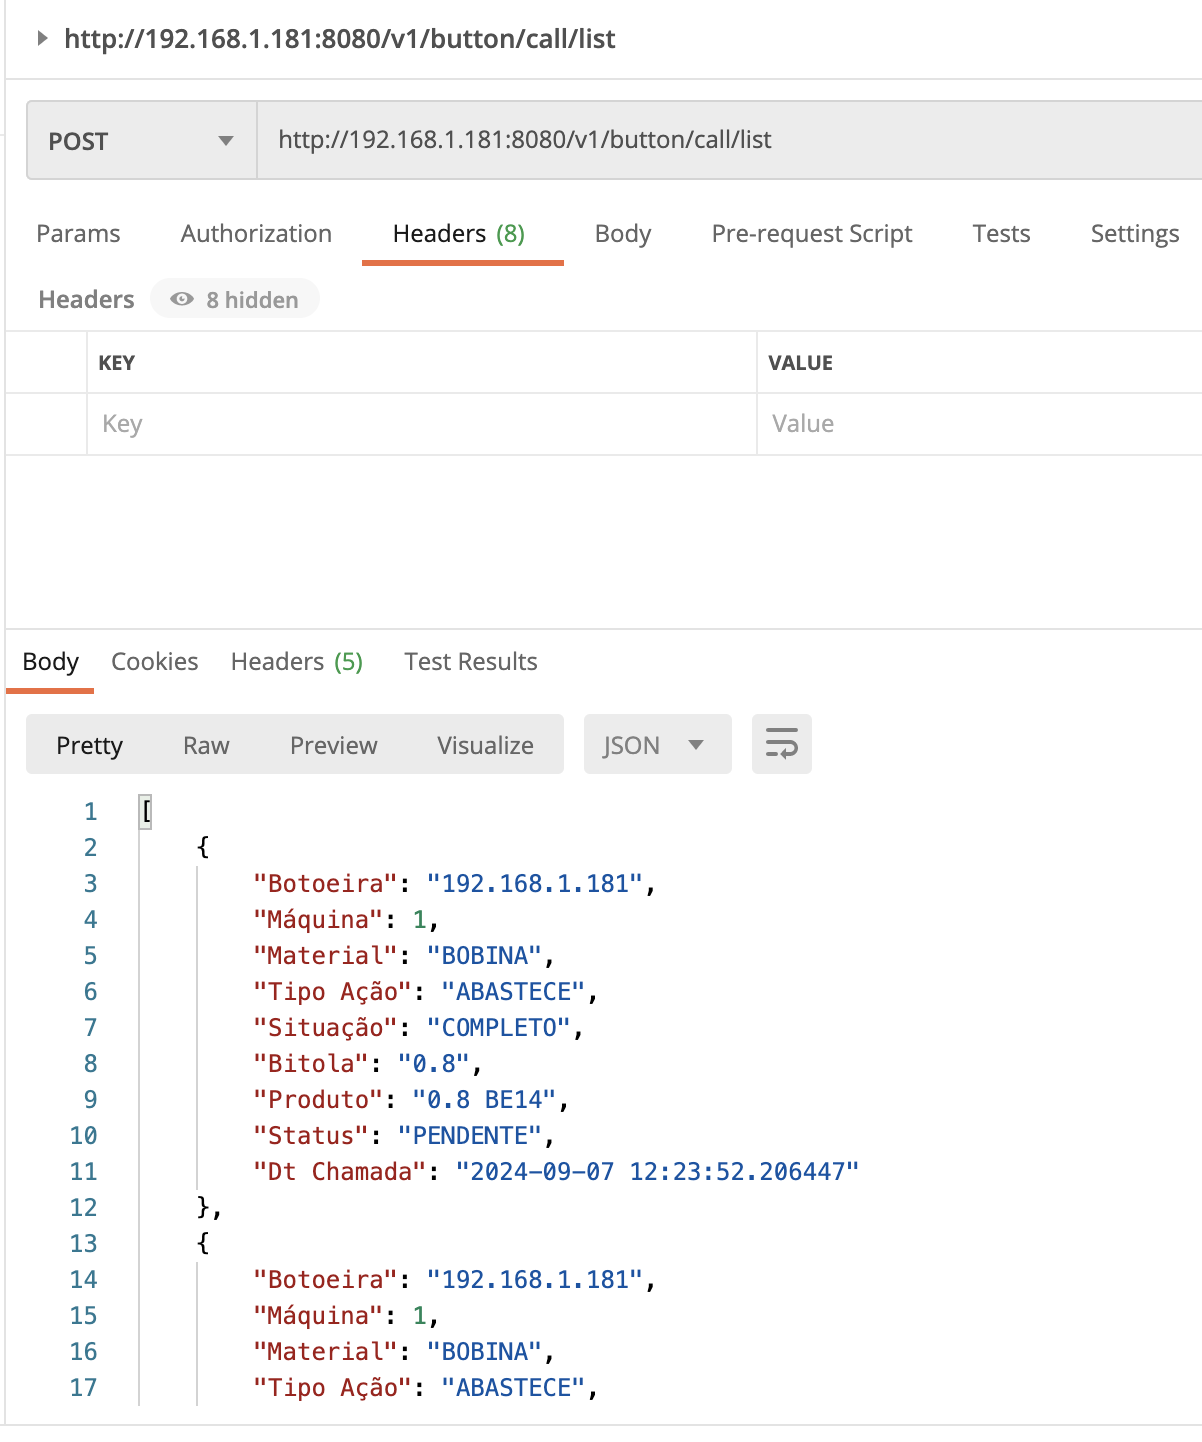 http://192.168.1.181:8080/v1/button/call/list
POST http://192.168.1.181:8080/v1/button/call/list
Params Authorization Headers (8) Body Pre-request Script Tests Settings
Headers 8 hidden
KEY VALUE
Key Value
Body Cookies Headers (5) Test Results
Pretty Raw Preview Visualize JSON
1 [
2 {
3 "Botoeira": "192.168.1.181",
4 "Máquina": 1,
5 "Material": "BOBINA",
6 "Tipo Ação": "ABASTECE",
7 "Situação": "COMPLETO",
8 "Bitola": "0.8",
9 "Produto": "0.8 BE14",
10 "Status": "PENDENTE",
11 "Dt Chamada": "2024-09-07 12:23:52.206447"
12 },
13 {
14 "Botoeira": "192.168.1.181",
15 "Máquina": 1,
16 "Material": "BOBINA",
17 "Tipo Ação": "ABASTECE",